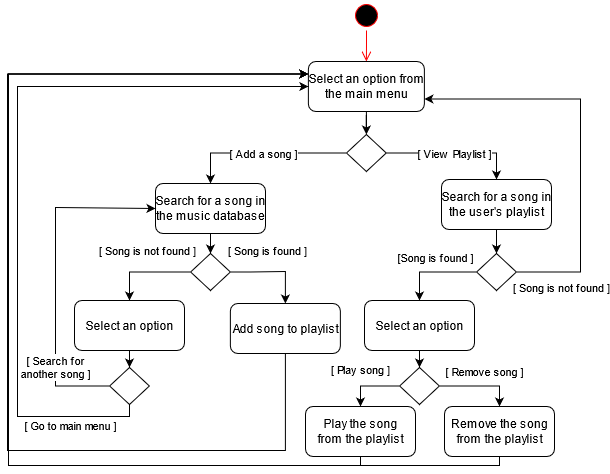 Select an option from
the main menu
[ Add a song ]
[ View Playlist ]
Search for a song in
the music database
Search for a song in
the user's playlist
[ Song is not found ]
[ Song is found ]
[Song is found ]
[ Song is not found ]
Select an option
Add song to playlist
Select an option
[ Search for
another song ]
[ Play song ]
[ Remove song ]
[ Go to main menu ]
Play the song
from the playlist
Remove the song
from the playlist